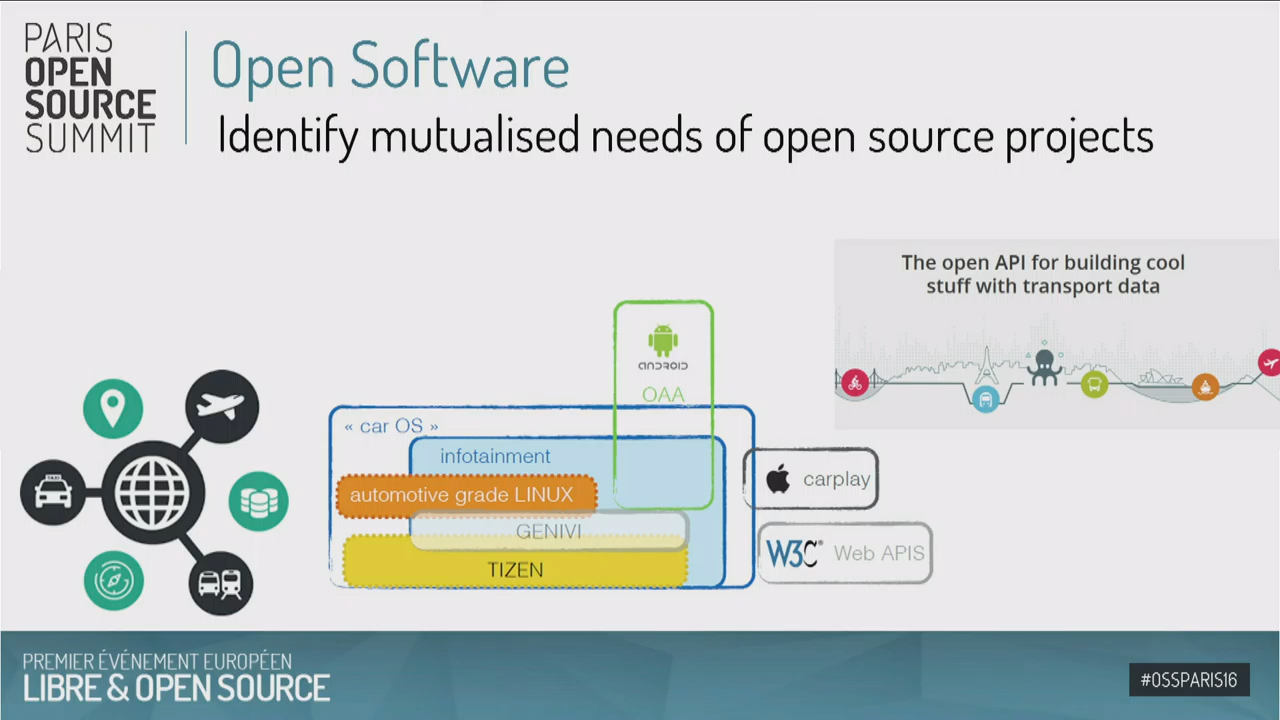 PARIS
OPEN
SOURCE
SUMMIT
Open Software
Identify mutualised needs of open source projects
The open API for building cool
stuff with transport data
ANDROID
OAA
« car OS »
infotainment
automotive grade LINUX
GENIVI
TIZEN
carplay
W3C® Web APIS
PREMIER ÉVÉNEMENT EUROPÉEN
LIBRE & OPEN SOURCE
#OSSPARIS16